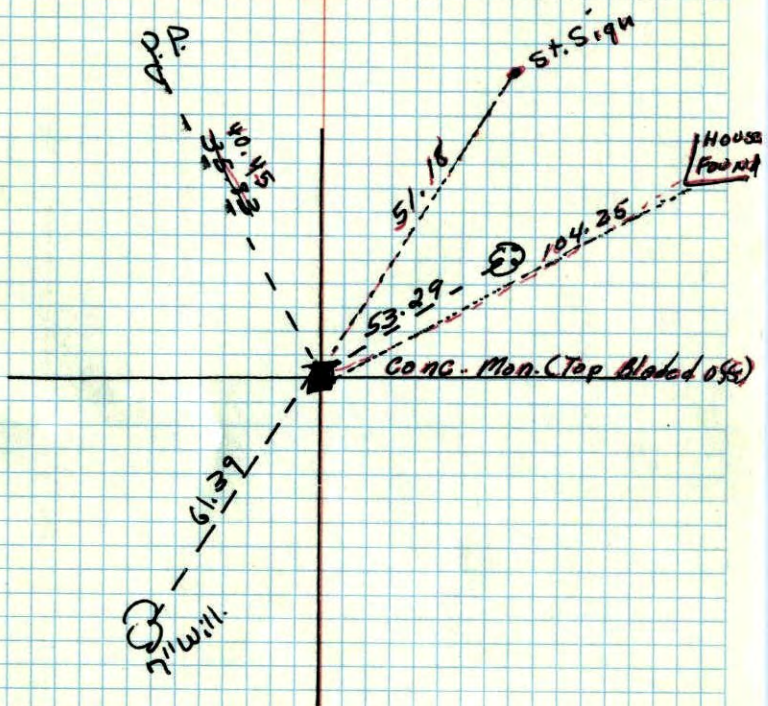 P.P.
St. Sign
40.45
House
Found
51.18
104.25
53.29
Conc. Mon. (Top Bladed off)
61.39
7" Will.